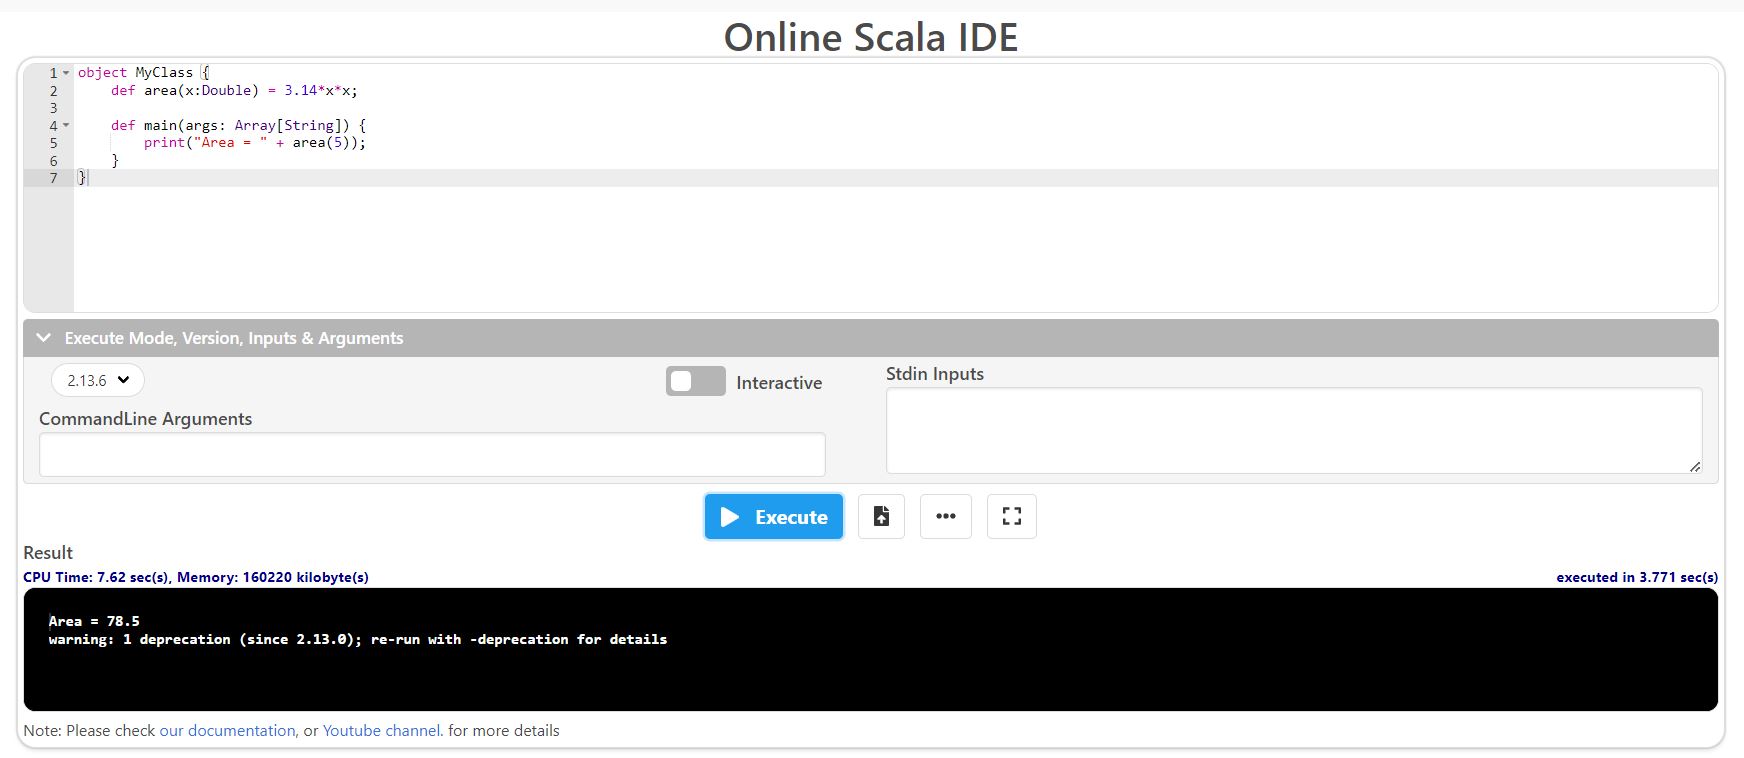 Online Scala IDE
1 object MyClass {
2     def area(x:Double) = 3.14*x*x;
3
4     def main(args: Array[String]) {
5         print("Area = " + area(5));
6     }
7 }
Execute Mode, Version, Inputs & Arguments
2.13.6
Interactive
Stdin Inputs
CommandLine Arguments
Execute
Result
CPU Time: 7.62 sec(s), Memory: 160220 kilobyte(s)
executed in 3.771 sec(s)
Area = 78.5
warning: 1 deprecation (since 2.13.0); re-run with -deprecation for details
Note: Please check our documentation, or Youtube channel. for more details